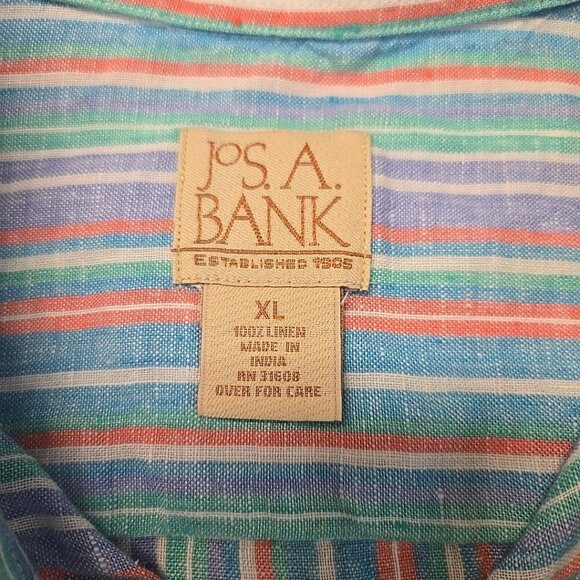 JOS. A.
BANK
ESTABLISHED 1905
XL
100% LINEN
MADE IN
INDIA
RN 31608
OVER FOR CARE